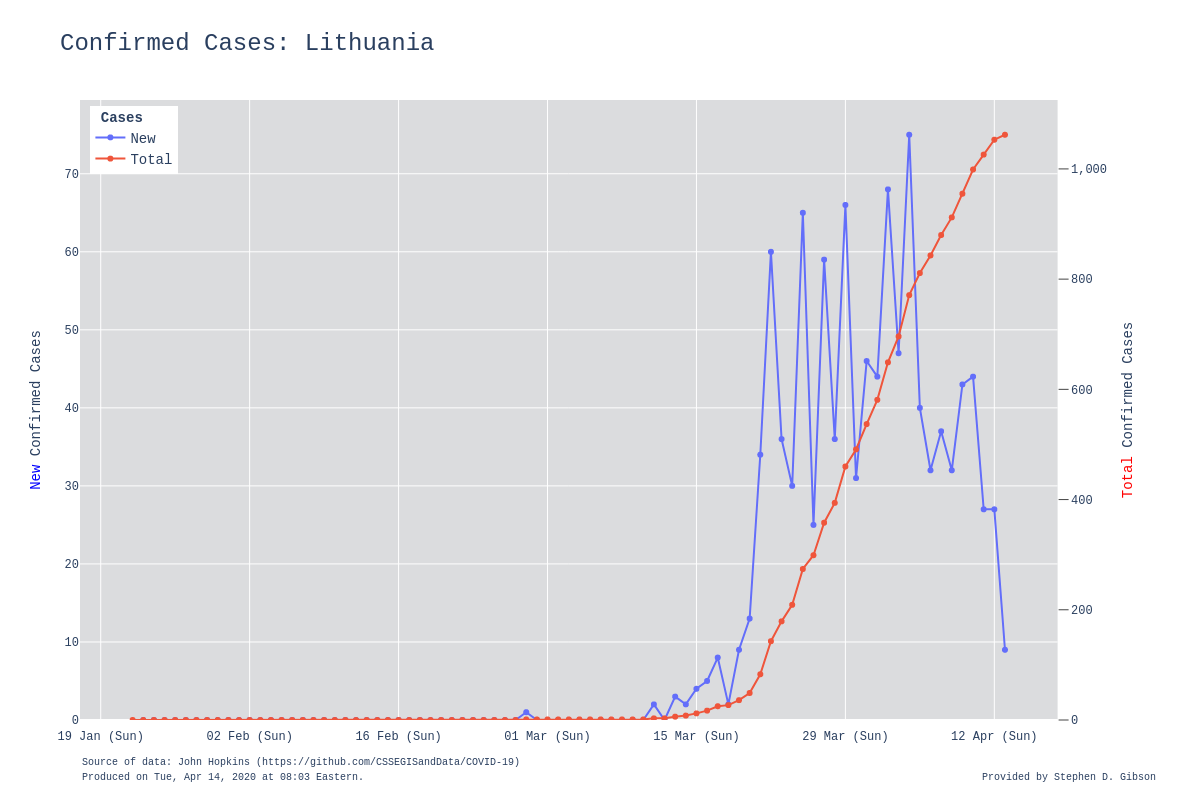 Confirmed Cases: Lithuania
Cases
New
Total
70
60
50
40
30
20
10
0
1,000
800
600
400
200
0
New Confirmed Cases
Total Confirmed Cases
19 Jan (Sun)
02 Feb (Sun)
16 Feb (Sun)
01 Mar (Sun)
15 Mar (Sun)
29 Mar (Sun)
12 Apr (Sun)
Source of data: John Hopkins (https://github.com/CSSEGISandData/COVID-19)
Produced on Tue, Apr 14, 2020 at 08:03 Eastern.
Provided by Stephen D. Gibson